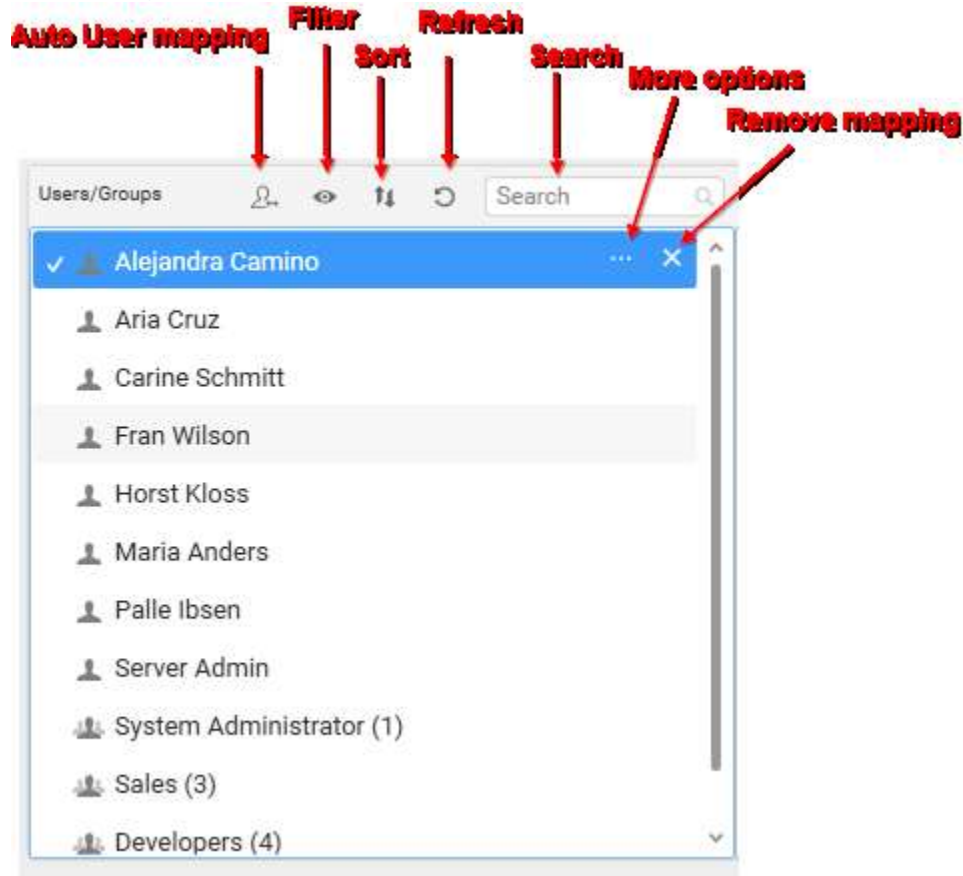 Auto User mapping
Filter
Sort
Refresh
Search
More options
Remove mapping
Users/Groups
Search
Alejandra Camino
Aria Cruz
Carine Schmitt
Fran Wilson
Horst Kloss
Maria Anders
Palle Ibsen
Server Admin
System Administrator (1)
Sales (3)
Developers (4)